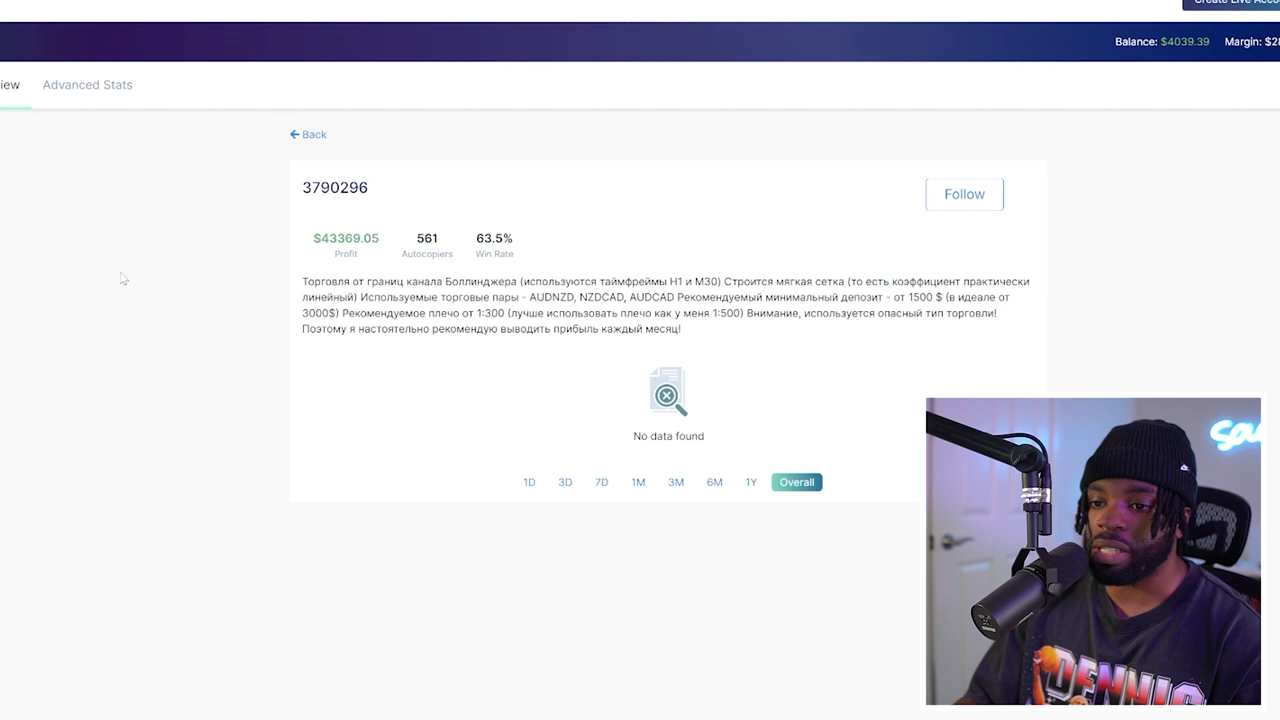 Balance: $4039.39 Margin:
Advanced Stats
Back
3790296
Follow
$43369.05 561 63.5%
Profit Autocopiers Win Rate
Торговля от границ канала Боллинджера (используются таймфреймы H1 и M30) Строится мягкая сетка (то есть коэффициент практически
линейный) Используемые торговые пары - AUDNZD, NZDCAD, AUDCAD Рекомендуемый минимальный депозит - от 1500 $ (в идеале от
3000$) Рекомендуемое плечо от 1:300 (лучше использовать плечо как у меня 1:500) Внимание, используется опасный тип торговли!
Поэтому я настоятельно рекомендую выводить прибыль каждый месяц!
No data found
1D 3D 7D 1M 3M 6M 1Y Overall
DENNIS